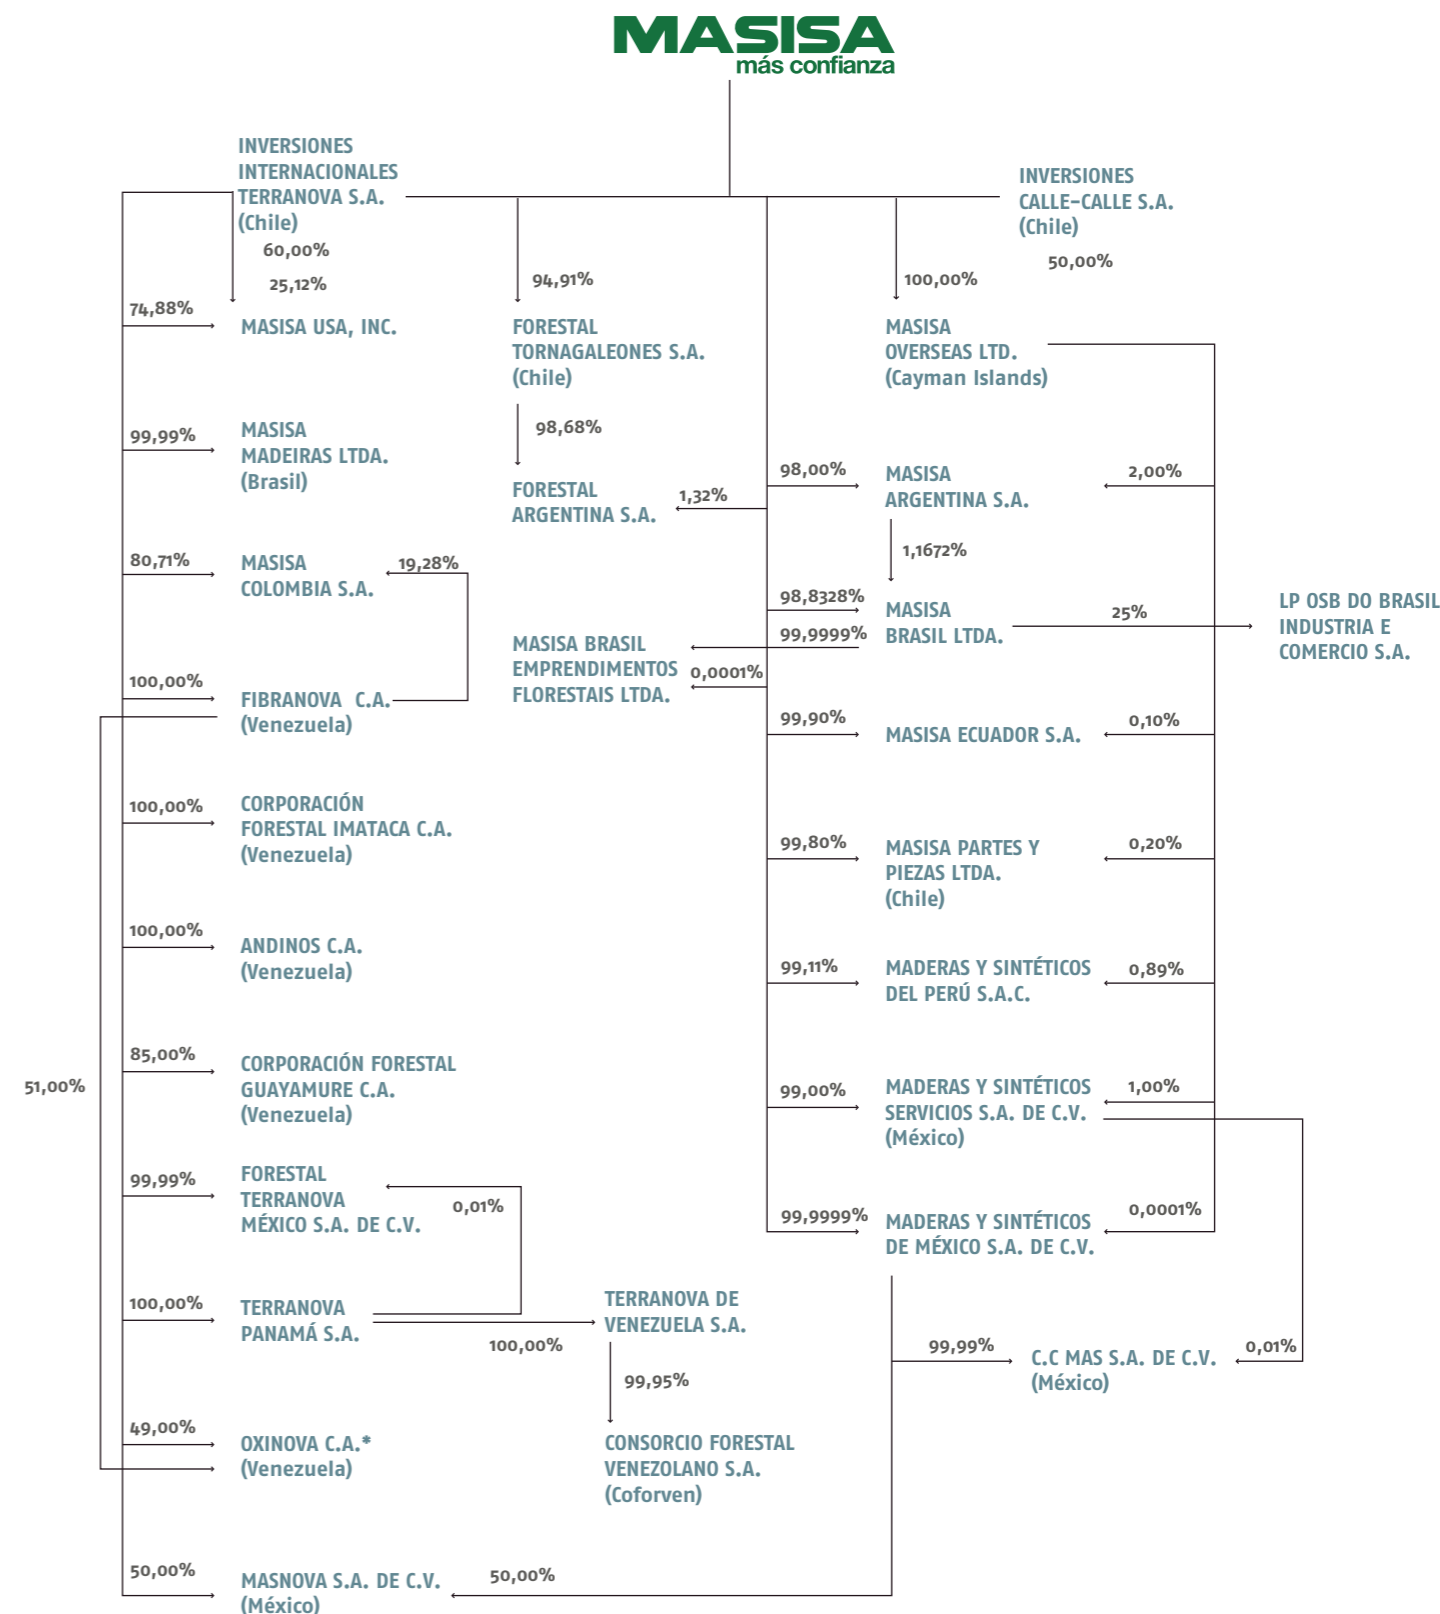 MASISA
más confianza
INVERSIONES
INTERNACIONALES
TERRANOVA S.A.
(Chile)
60,00%
25,12%
INVERSIONES
CALLE-CALLE S.A.
(Chile)
50,00%
94,91%
100,00%
74,88%
MASISA USA, INC.
FORESTAL
TORNAGALEONES S.A.
(Chile)
MASISA
OVERSEAS LTD.
(Cayman Islands)
99,99%
MASISA
MADEIRAS LTDA.
(Brasil)
98,68%
FORESTAL
ARGENTINA S.A.
1,32%
98,00%
MASISA
ARGENTINA S.A.
2,00%
80,71%
MASISA
COLOMBIA S.A.
19,28%
1,1672%
98,8328%
MASISA
BRASIL LTDA.
25%
LP OSB DO BRASIL
INDUSTRIA E
COMERCIO S.A.
MASISA BRASIL
EMPRENDIMENTOS
FLORESTAIS LTDA.
99,9999%
0,0001%
100,00%
FIBRANOVA C.A.
(Venezuela)
99,90%
MASISA ECUADOR S.A.
0,10%
100,00%
CORPORACIÓN
FORESTAL IMATACA C.A.
(Venezuela)
99,80%
MASISA PARTES Y
PIEZAS LTDA.
(Chile)
0,20%
100,00%
ANDINOS C.A.
(Venezuela)
99,11%
MADERAS Y SINTÉTICOS
DEL PERÚ S.A.C.
0,89%
51,00%
85,00%
CORPORACIÓN FORESTAL
GUAYAMURE C.A.
(Venezuela)
99,00%
MADERAS Y SINTÉTICOS
SERVICIOS S.A. DE C.V.
(México)
1,00%
99,99%
FORESTAL
TERRANOVA
MÉXICO S.A. DE C.V.
0,01%
99,9999%
MADERAS Y SINTÉTICOS
DE MÉXICO S.A. DE C.V.
0,0001%
100,00%
TERRANOVA
PANAMÁ S.A.
100,00%
TERRANOVA DE
VENEZUELA S.A.
99,95%
99,99%
C.C MAS S.A. DE C.V.
(México)
0,01%
49,00%
OXINOVA C.A.*
(Venezuela)
CONSORCIO FORESTAL
VENEZOLANO S.A.
(Coforven)
50,00%
MASNOVA S.A. DE C.V.
(México)
50,00%